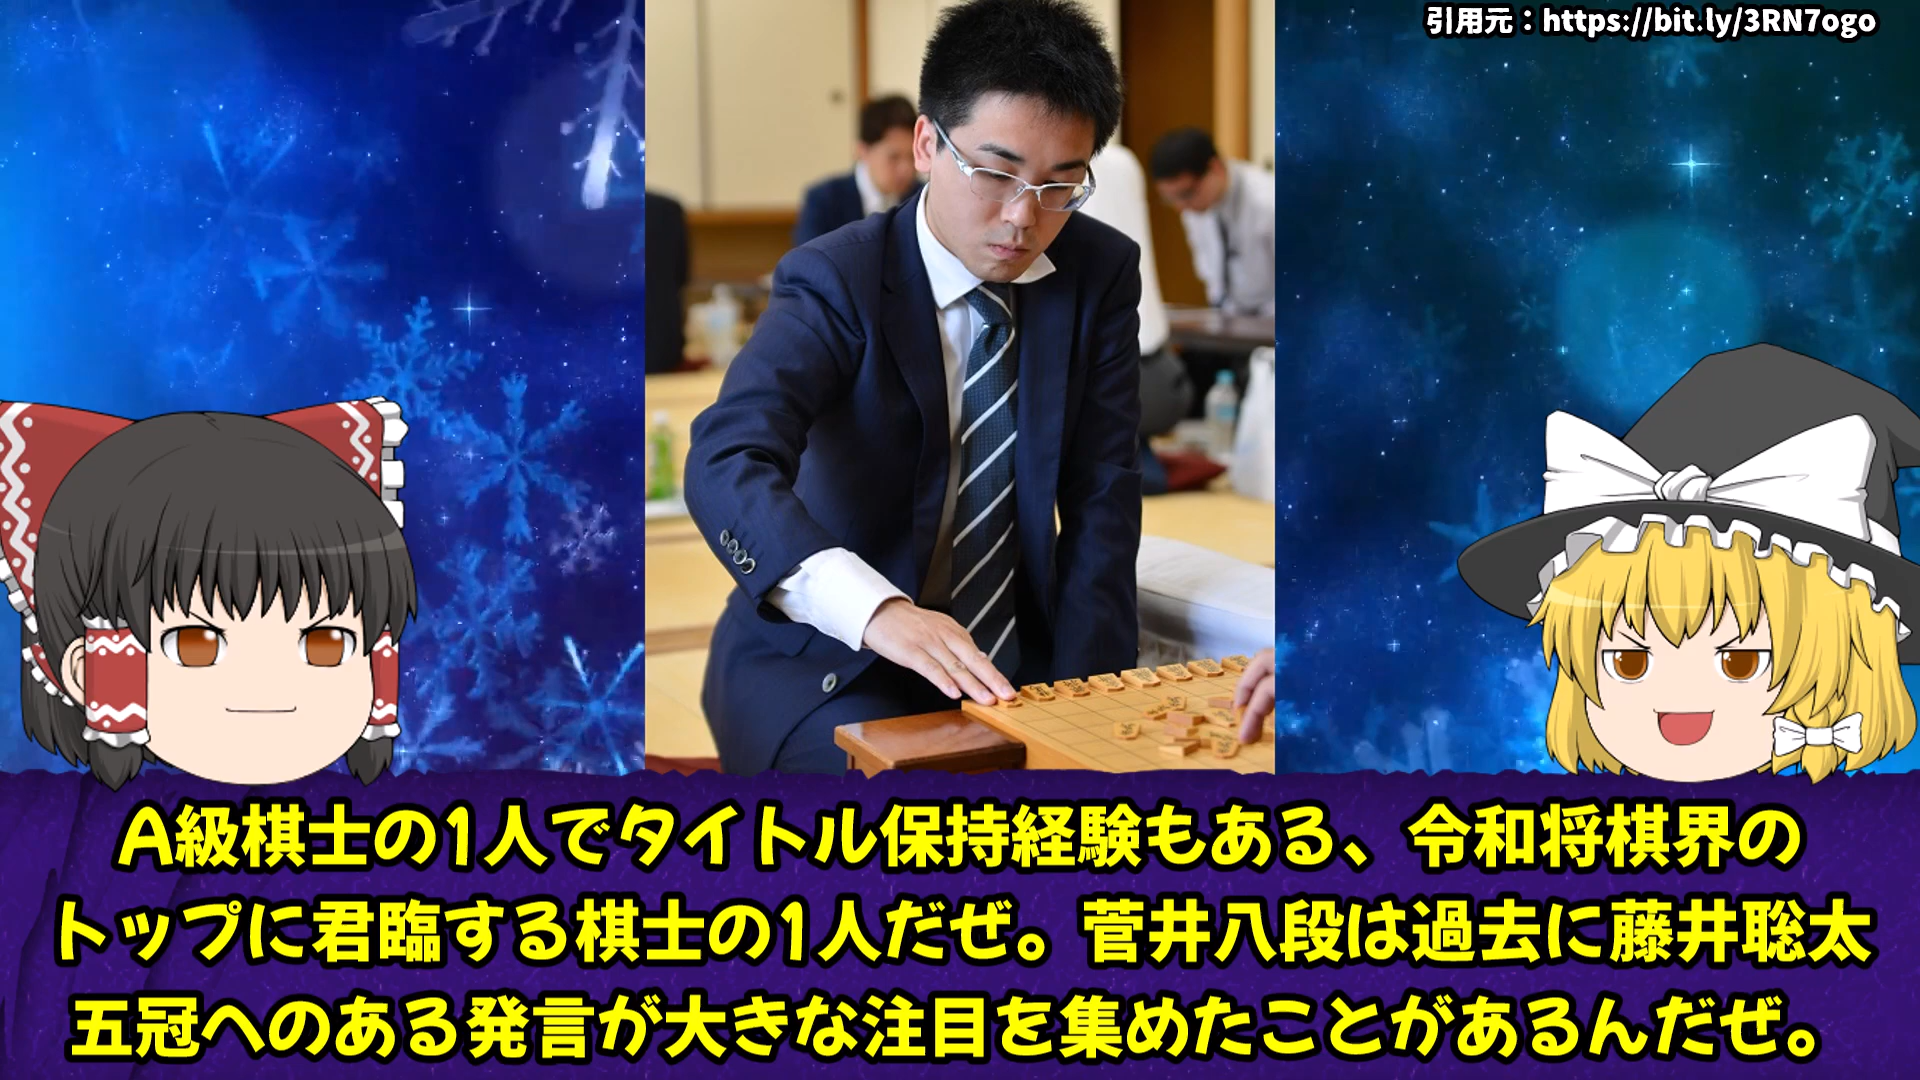 引用元：https://bit.ly/3RN7ogo
A級棋士の1人でタイトル保持経験もある、令和将棋界の
トップに君臨する棋士の1人だぜ。菅井八段は過去に藤井聡太
五冠へのある発言が大きな注目を集めたことがあるんだぜ。